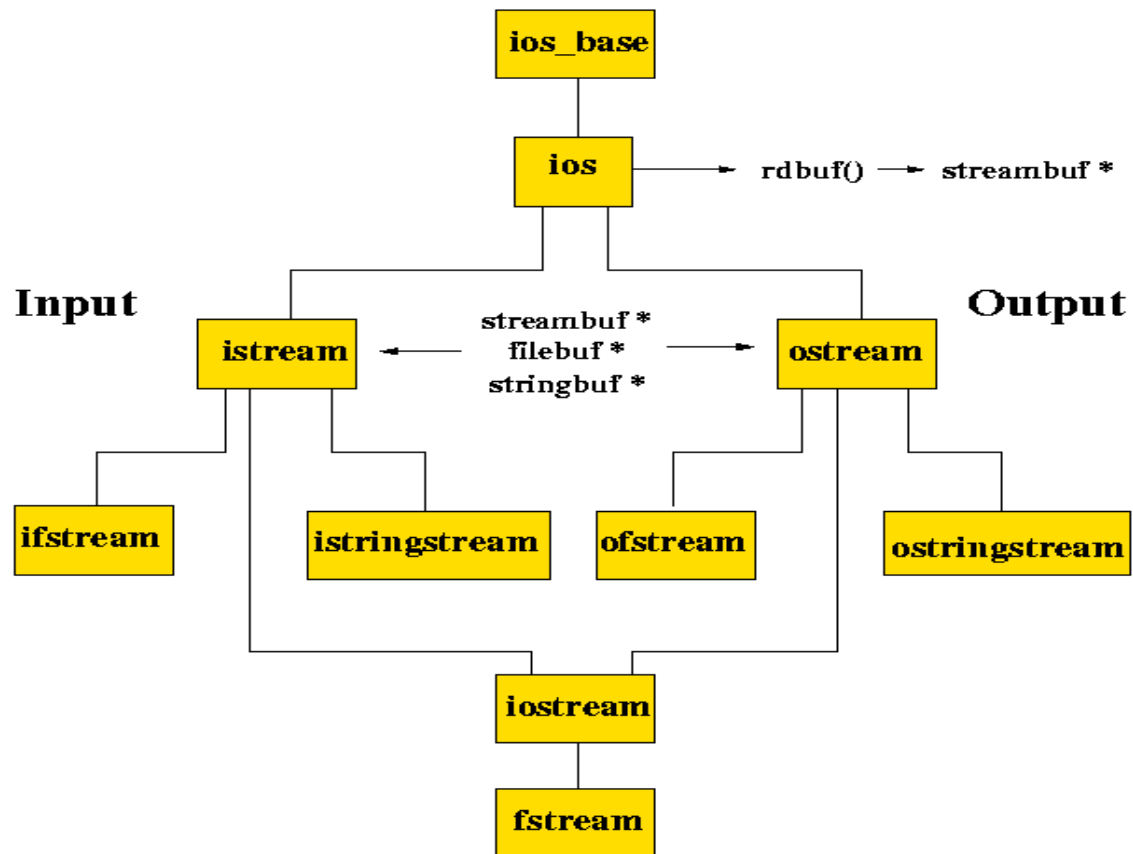 ios_base
ios
rdbuf()
streambuf *
Input
Output
istream
streambuf *
filebuf *
stringbuf *
ostream
ifstream
istringstream
ofstream
ostringstream
iostream
fstream